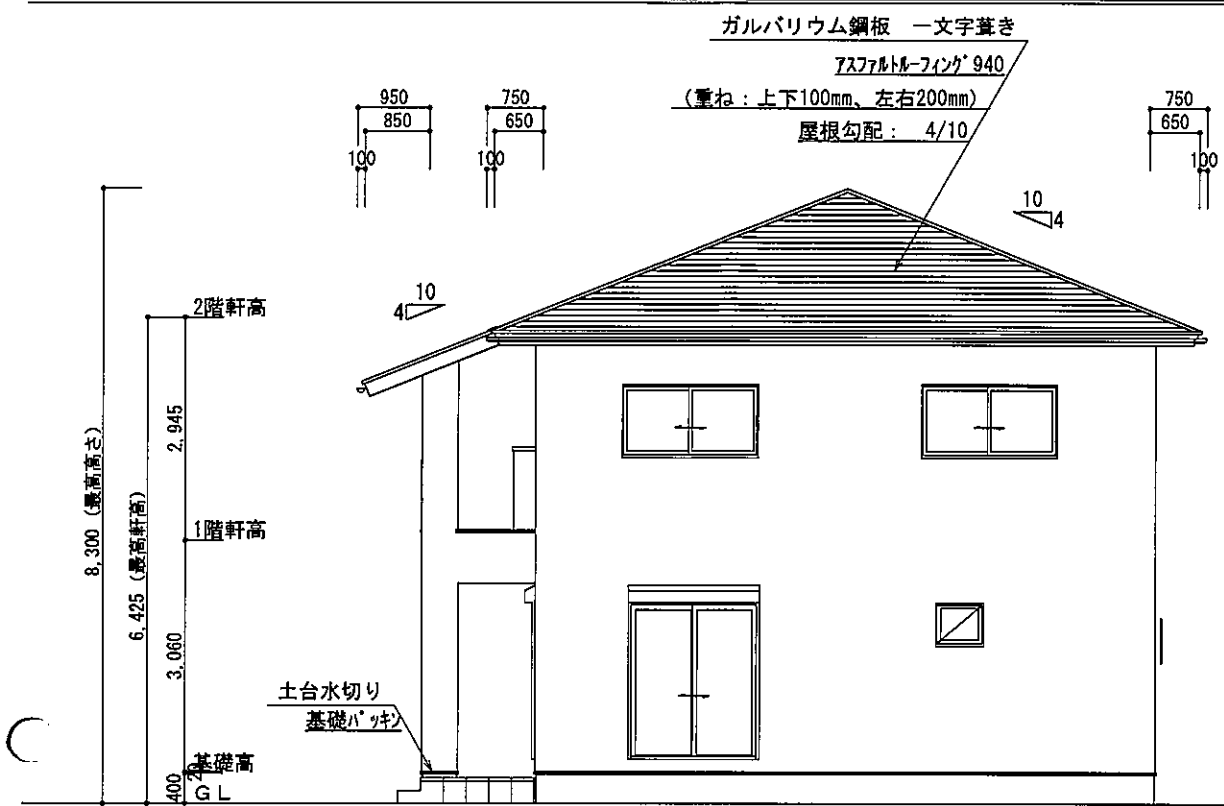 ガルバリウム鋼板　一文字葺き
ｱｽﾌｧﾙﾄﾙｰﾌｨﾝｸﾞ 940
(重ね：上下100mm、左右200mm)
屋根勾配： 4/10
950
850
100
750
650
100
750
650
100
10
4
10
4
2階軒高
1階軒高
8,300 (最高高さ)
6,425 (最高軒高)
2,945
3,060
土台水切り
基礎ﾊﾟｯｷﾝ
基礎高
20
400
ＧＬ